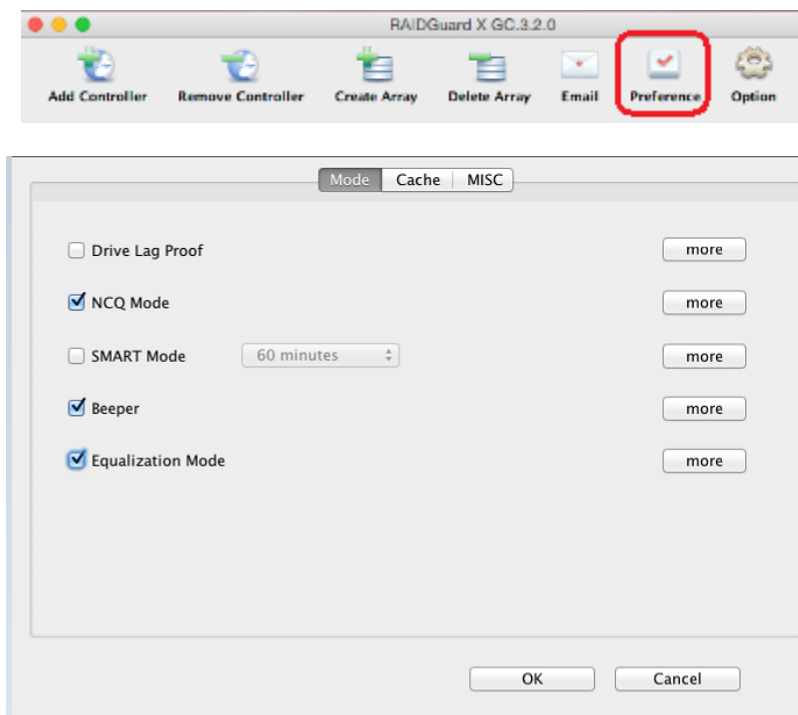 RAIDGuard X GC.3.2.0
Add Controller Remove Controller Create Array Delete Array Email Preference Option
Mode Cache MISC
Drive Lag Proof more
NCQ Mode more
SMART Mode 60 minutes more
Beeper more
Equalization Mode more
OK Cancel